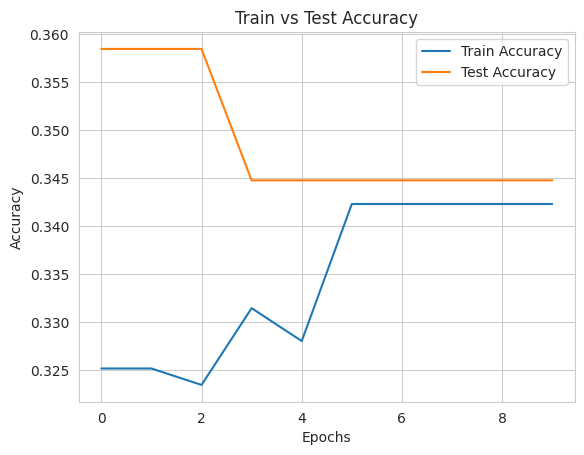 Train vs Test Accuracy
0.360
0.355
0.350
0.345
0.340
0.335
0.330
0.325
Accuracy
Train Accuracy
Test Accuracy
0 2 4 6 8
Epochs